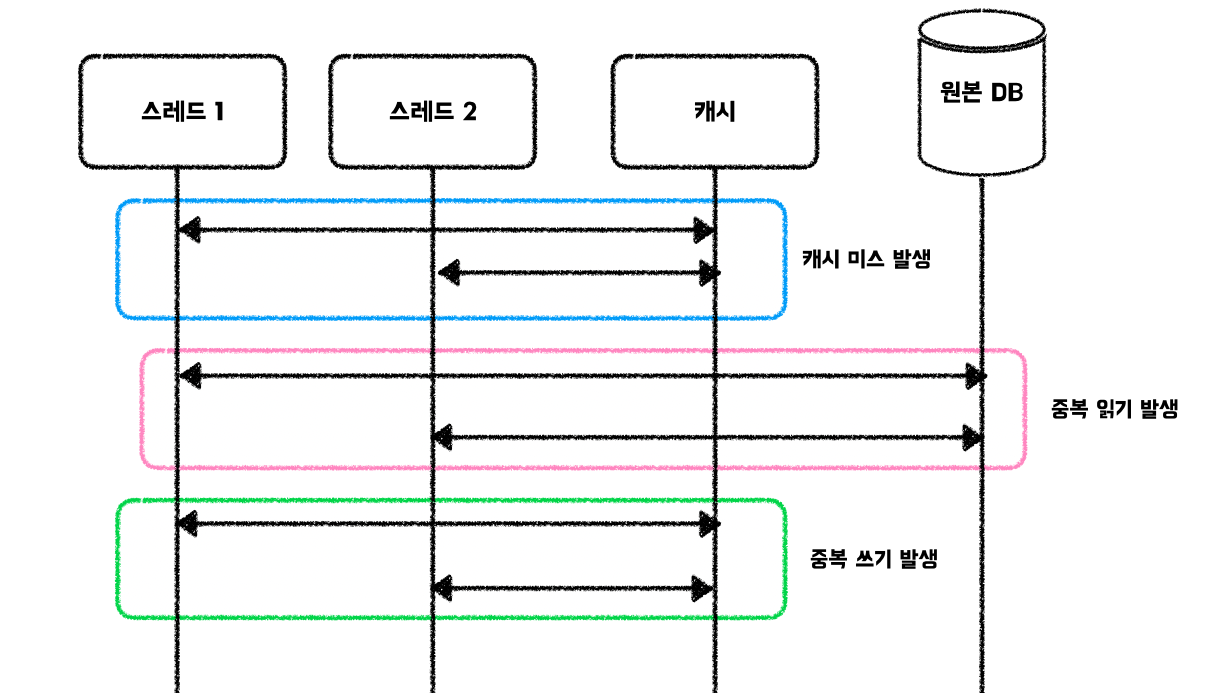 스레드 1
스레드 2
캐시
원본 DB
캐시 미스 발생
중복 읽기 발생
중복 쓰기 발생